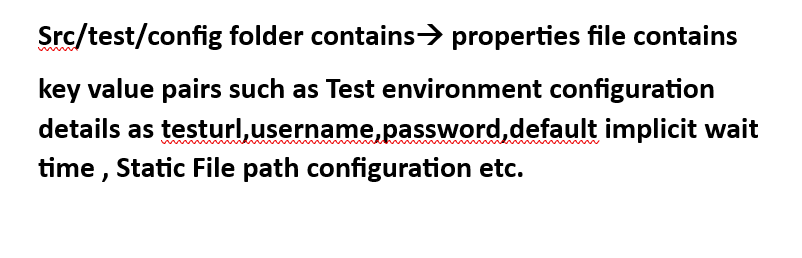 Src/test/config folder contains→ properties file contains
key value pairs such as Test environment configuration
details as testurl,username,password,default implicit wait
time , Static File path configuration etc.